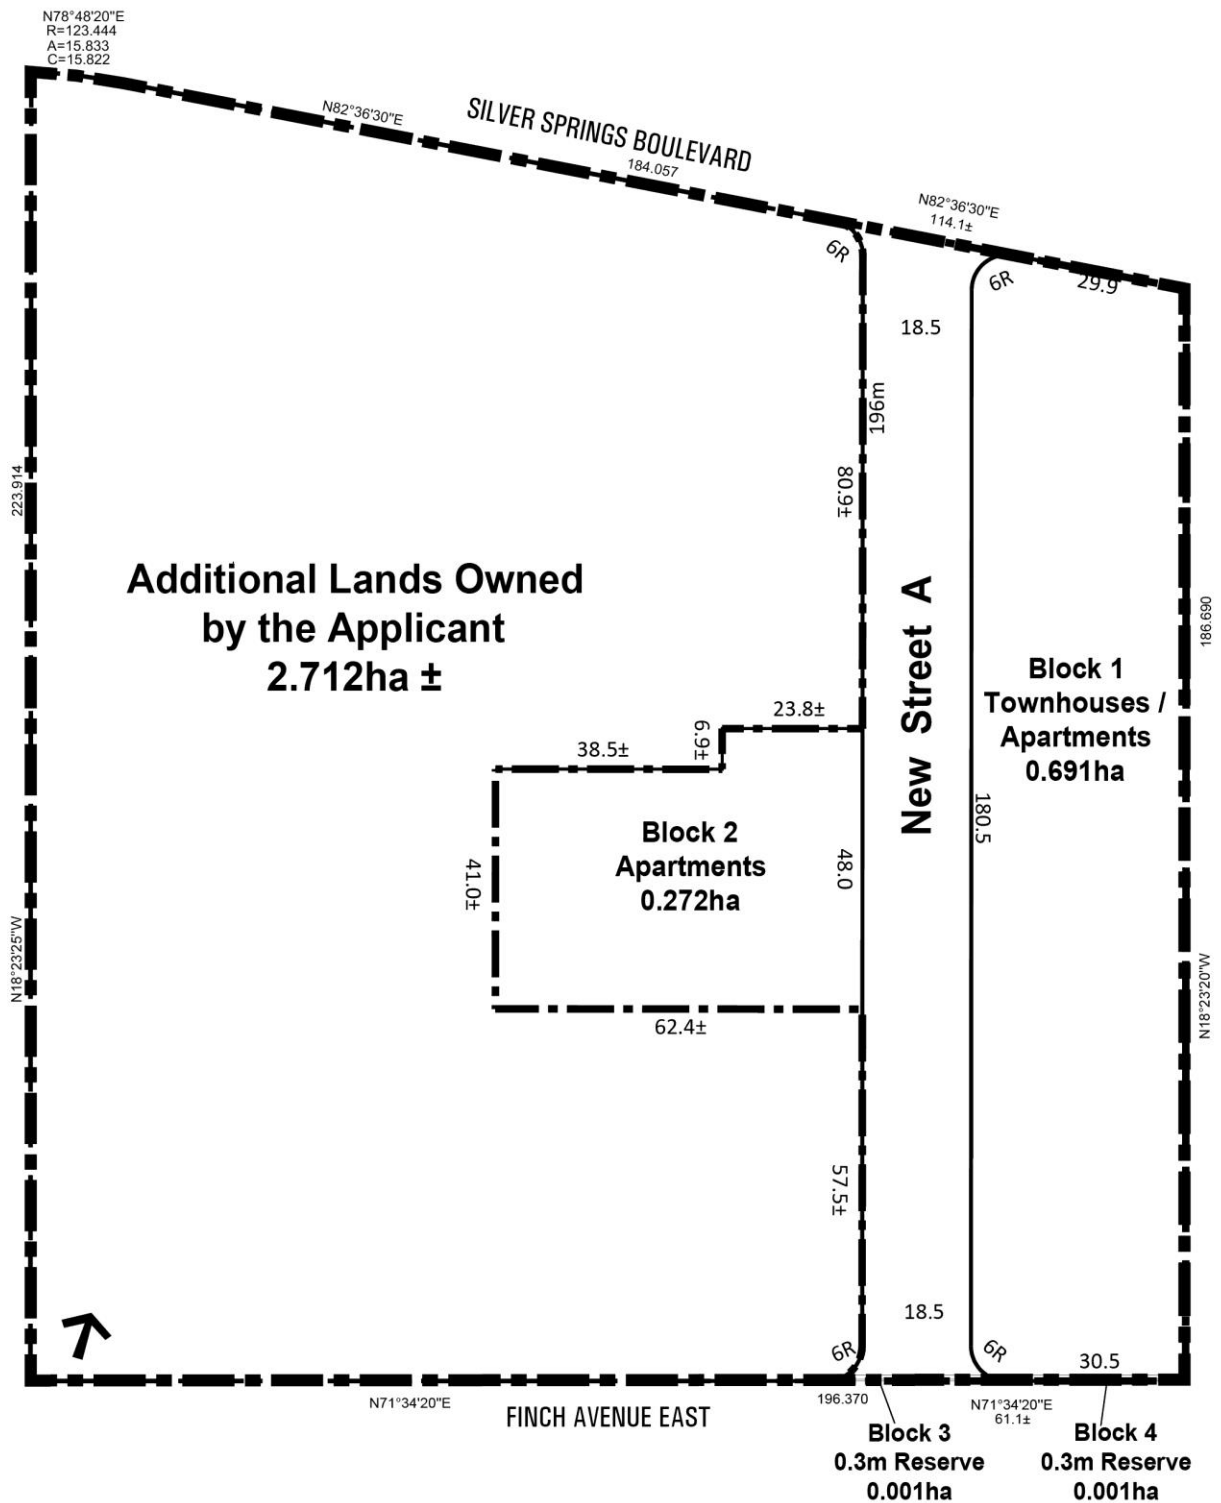 N78°48'20"E
R=123.444
A=15.833
C=15.822
N82°36'30"E
SILVER SPRINGS BOULEVARD
184.057
N82°36'30"E
114.1±
6R
6R
29.9
18.5
196m
80.9±
223.914
Additional Lands Owned
by the Applicant
2.712ha ±
New Street A
186.690
Block 1
Townhouses /
Apartments
0.691ha
23.8±
6.9±
38.5±
180.5
Block 2
Apartments
0.272ha
41.0±
48.0
N18°23'25"W
N18°23'20"W
62.4±
57.5±
18.5
6R
6R
30.5
N71°34'20"E
196.370
N71°34'20"E
61.1±
FINCH AVENUE EAST
Block 3
0.3m Reserve
0.001ha
Block 4
0.3m Reserve
0.001ha